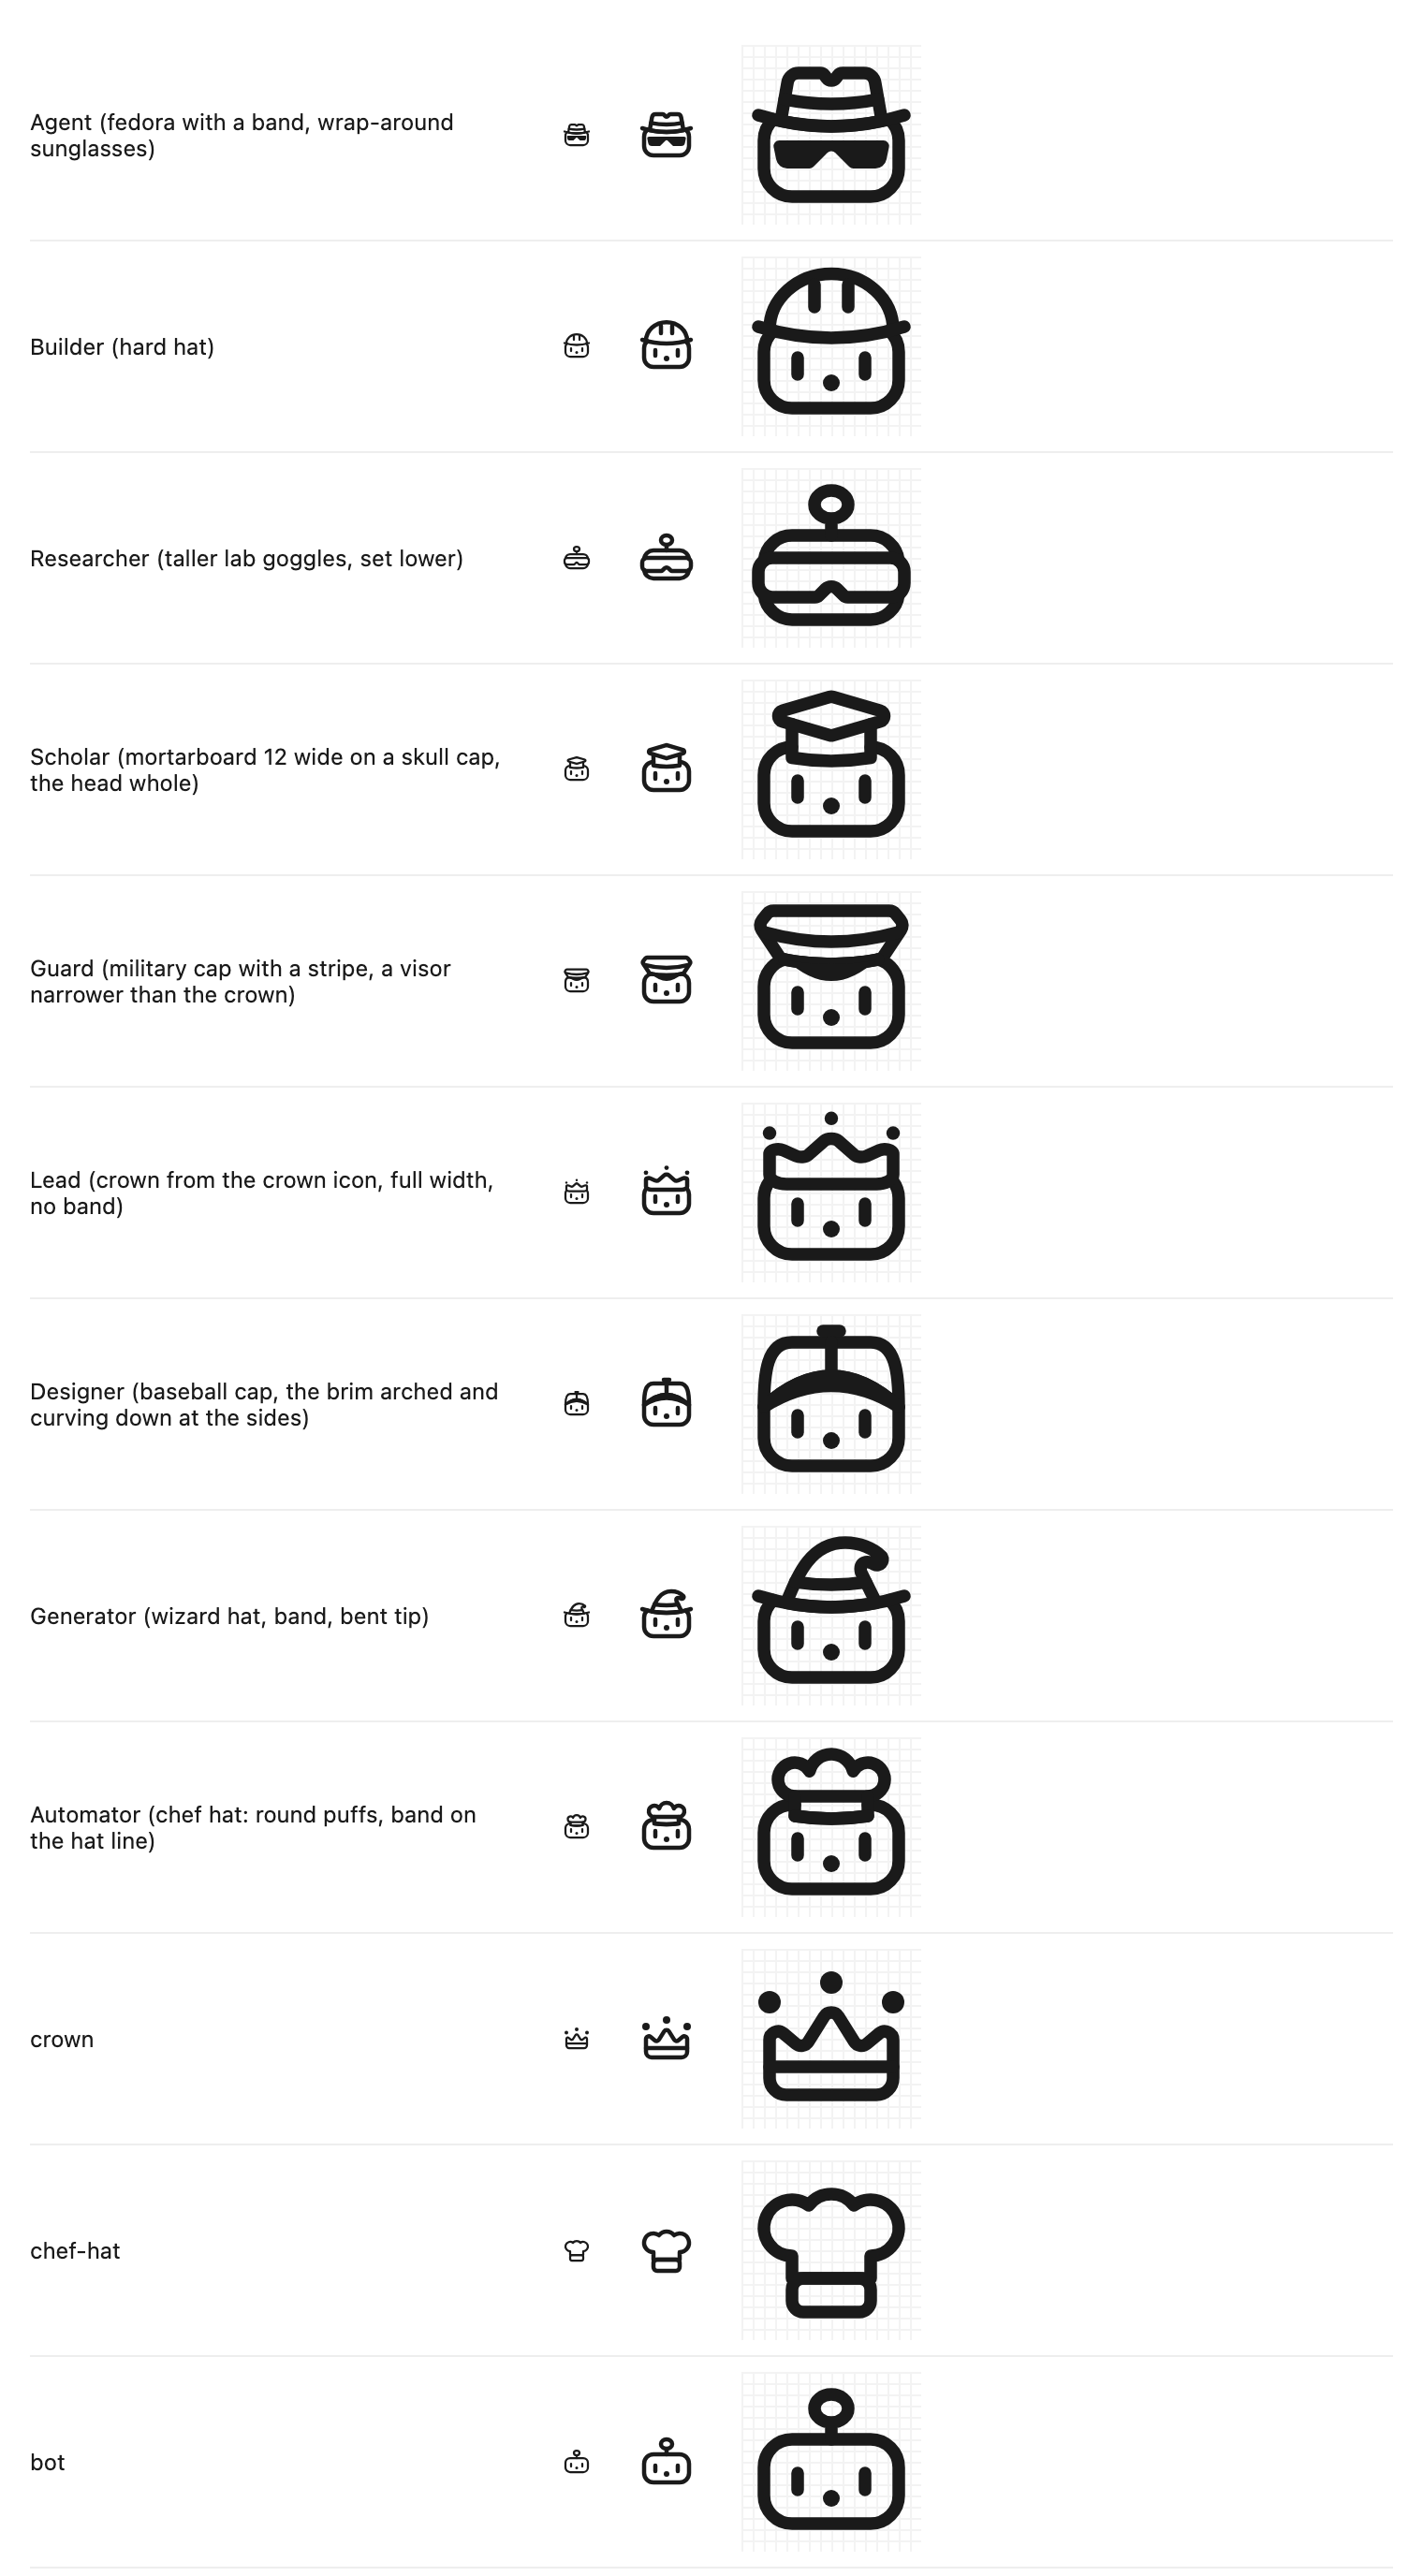 Agent (fedora with a band, wrap-around
sunglasses)
Builder (hard hat)
Researcher (taller lab goggles, set lower)
Scholar (mortarboard 12 wide on a skull cap,
the head whole)
Guard (military cap with a stripe, a visor
narrower than the crown)
Lead (crown from the crown icon, full width,
no band)
Designer (baseball cap, the brim arched and
curving down at the sides)
Generator (wizard hat, band, bent tip)
Automator (chef hat: round puffs, band on
the hat line)
crown
chef-hat
bot